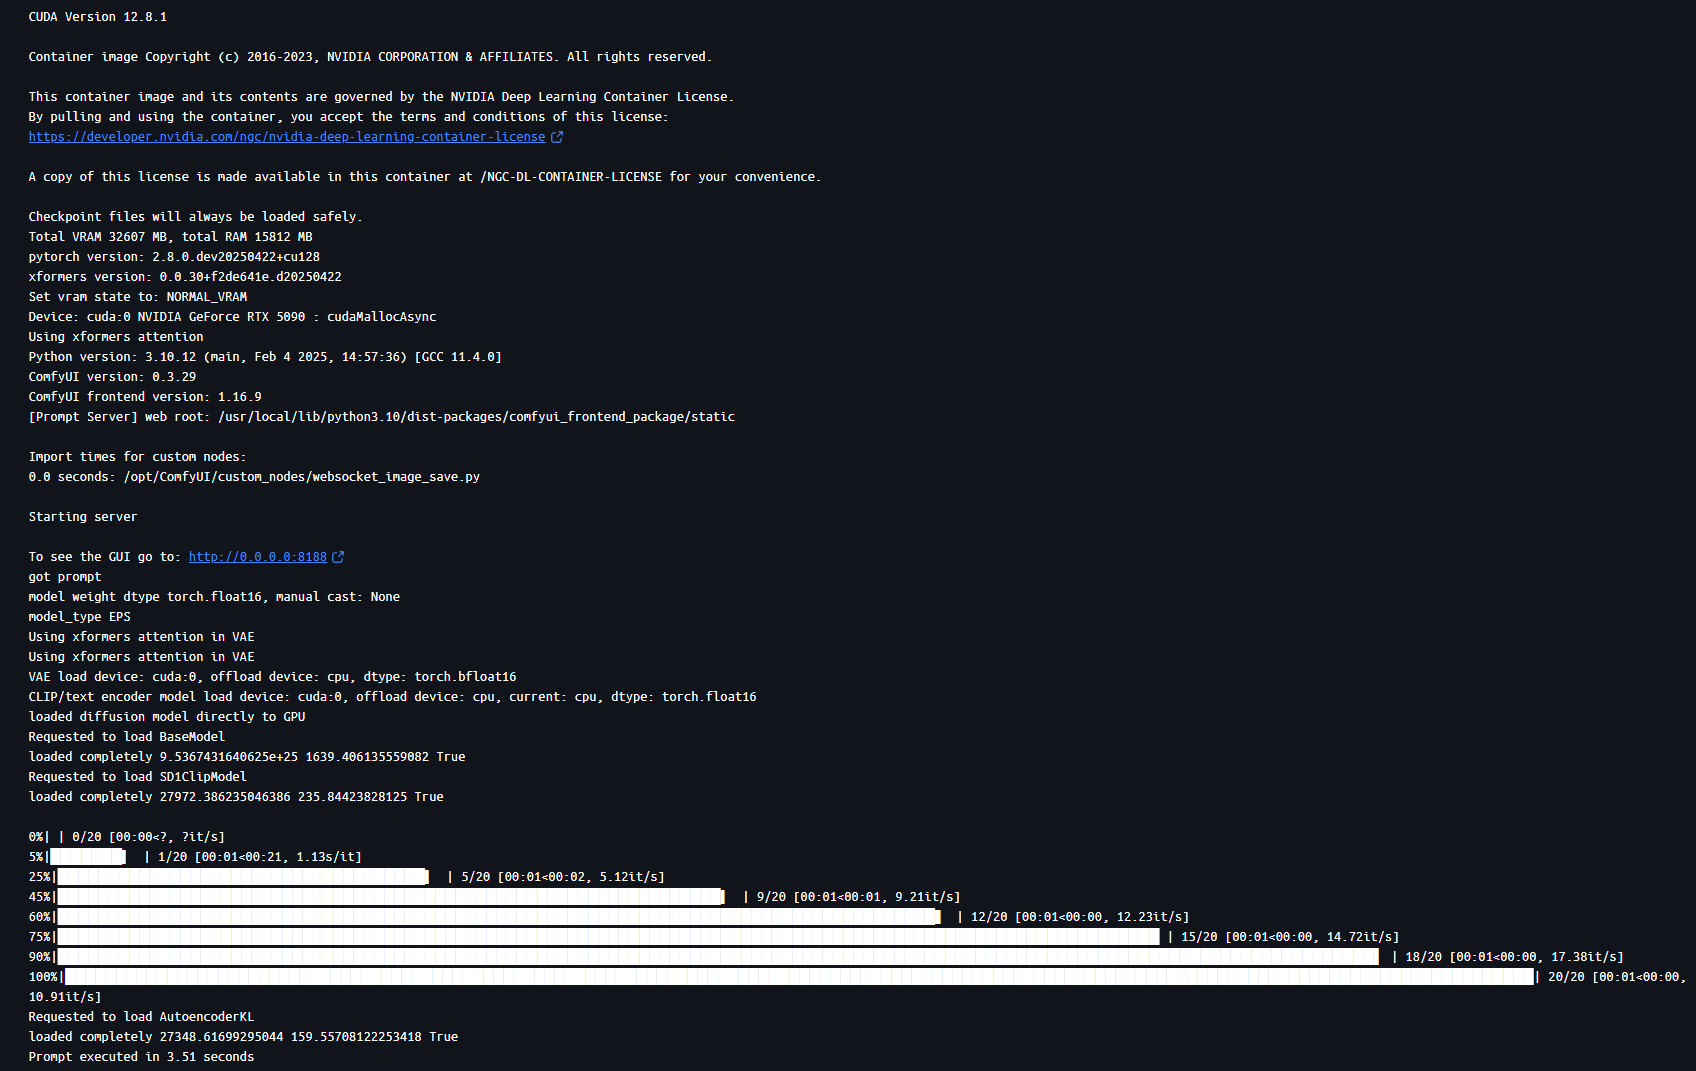 CUDA Version 12.8.1
Container image Copyright (c) 2016-2023, NVIDIA CORPORATION & AFFILIATES. All rights reserved.
This container image and its contents are governed by the NVIDIA Deep Learning Container License.
By pulling and using the container, you accept the terms and conditions of this license:
https://developer.nvidia.com/ngc/nvidia-deep-learning-container-license
A copy of this license is made available in this container at /NGC-DL-CONTAINER-LICENSE for your convenience.
Checkpoint files will always be loaded safely.
Total VRAM 32607 MB, total RAM 15812 MB
pytorch version: 2.8.0.dev20250422+cu128
xformers version: 0.0.30+f2de641e.d20250422
Set vram state to: NORMAL_VRAM
Device: cuda:0 NVIDIA GeForce RTX 5090 : cudaMallocAsync
Using xformers attention
Python version: 3.10.12 (main, Feb 4 2025, 14:57:36) [GCC 11.4.0]
ComfyUI version: 0.3.29
ComfyUI frontend version: 1.16.9
[Prompt Server] web root: /usr/local/lib/python3.10/dist-packages/comfyui_frontend_package/static
Import times for custom nodes:
0.0 seconds: /opt/ComfyUI/custom_nodes/websocket_image_save.py
Starting server
To see the GUI go to: http://0.0.0.0:8188
got prompt
model weight dtype torch.float16, manual cast: None
model_type EPS
Using xformers attention in VAE
Using xformers attention in VAE
VAE load device: cuda:0, offload device: cpu, dtype: torch.bfloat16
CLIP/text encoder model load device: cuda:0, offload device: cpu, current: cpu, dtype: torch.float16
loaded diffusion model directly to GPU
Requested to load BaseModel
loaded completely 9.5367431640625e+25 1639.406135559082 True
Requested to load SD1ClipModel
loaded completely 27972.386235046386 235.84423828125 True
0%| | 0/20 [00:00<?, ?it/s]
5%| | 1/20 [00:01<00:21, 1.13s/it]
25%| | 5/20 [00:01<00:02, 5.12it/s]
45%| | 9/20 [00:01<00:01, 9.21it/s]
60%| | 12/20 [00:01<00:00, 12.23it/s]
75%| | 15/20 [00:01<00:00, 14.72it/s]
90%| | 18/20 [00:01<00:00, 17.38it/s]
100%| | 20/20 [00:01<00:00,
10.91it/s]
Requested to load AutoencoderKL
loaded completely 27348.61699295044 159.55708122253418 True
Prompt executed in 3.51 seconds